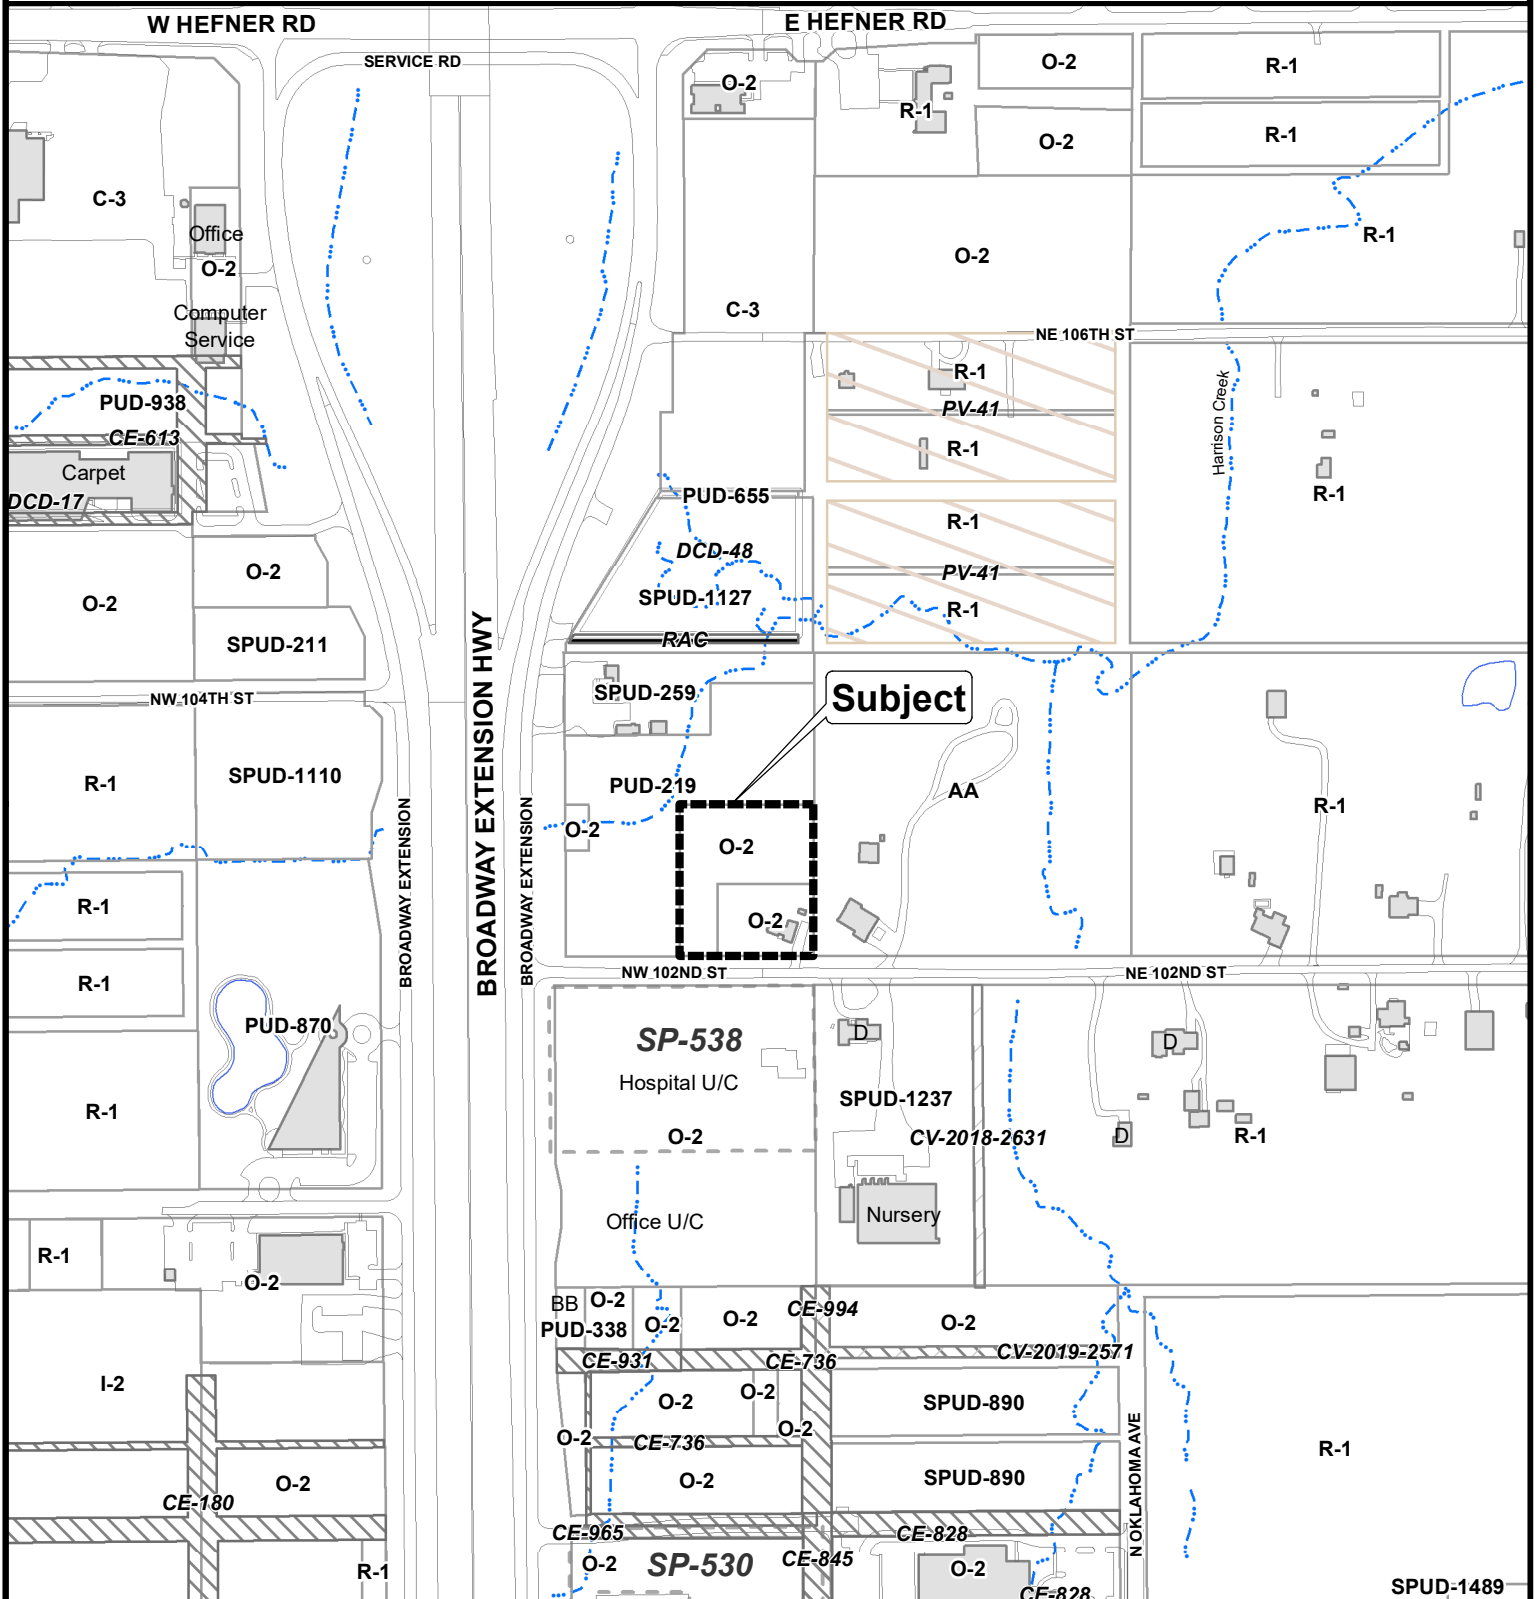 W HEFNER RD
E HEFNER RD
SERVICE RD
O-2
O-2
R-1
R-1
O-2
R-1
C-3
Office
O-2
R-1
O-2
O-2
C-3
Computer
Service
NE 106TH ST
R-1
PV-41
R-1
Harrison Creek
PUD-938
CE-613
Carpet
DCD-17
PUD-655
R-1
R-1
DCD-48
PV-41
SPUD-1127
R-1
RAC
O-2
O-2
SPUD-211
NW 104TH ST
SPUD-259
Subject
BROADWAY EXTENSION HWY
R-1
SPUD-1110
PUD-219
AA
R-1
BROADWAY EXTENSION
BROADWAY EXTENSION
O-2
O-2
O-2
R-1
R-1
NW 102ND ST
NE 102ND ST
PUD-870
SP-538
Hospital U/C
O-2
D
D
D
SPUD-1237
CV-2018-2631
R-1
R-1
Office U/C
Nursery
R-1
O-2
BB
O-2
PUD-338
O-2
O-2
CE-994
O-2
CE-931
CE-736
CV-2019-2571
I-2
O-2
O-2
SPUD-890
O-2
CE-736
O-2
N OKLAHOMA AVE
R-1
O-2
O-2
SPUD-890
CE-180
CE-965
CE-828
O-2
SP-530
CE-845
O-2
R-1
CE-828
SPUD-1489